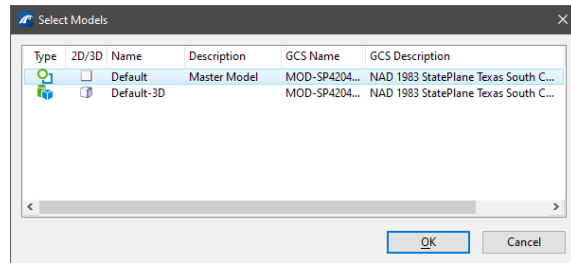 Select Models
Type 2D/3D Name Description GCS Name GCS Description
Default Master Model MOD-SP4204... NAD 1983 StatePlane Texas South C...
Default-3D MOD-SP4204... NAD 1983 StatePlane Texas South C...
OK Cancel